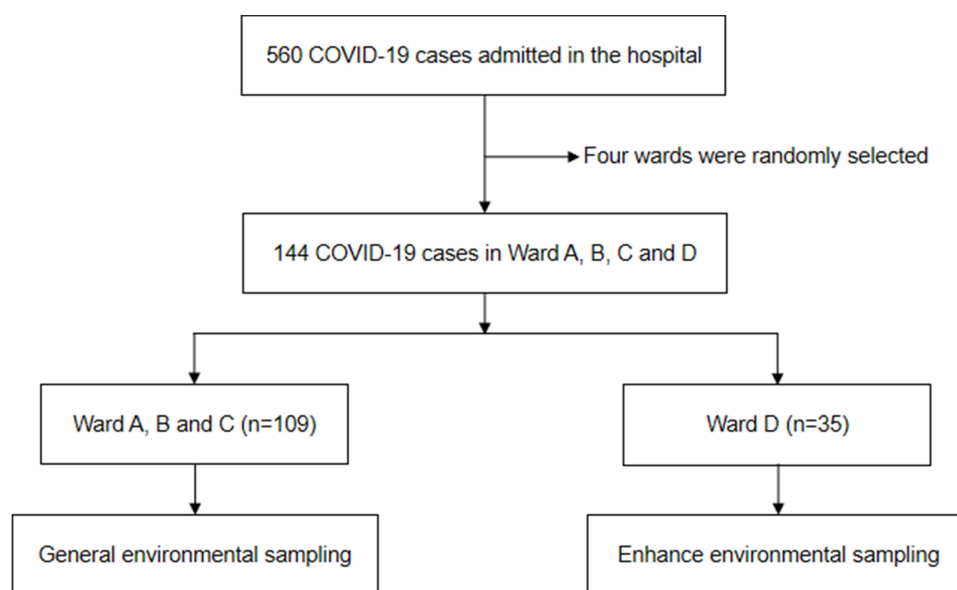 560 COVID-19 cases admitted in the hospital
Four wards were randomly selected
144 COVID-19 cases in Ward A, B, C and D
Ward A, B and C (n=109)
Ward D (n=35)
General environmental sampling
Enhance environmental sampling